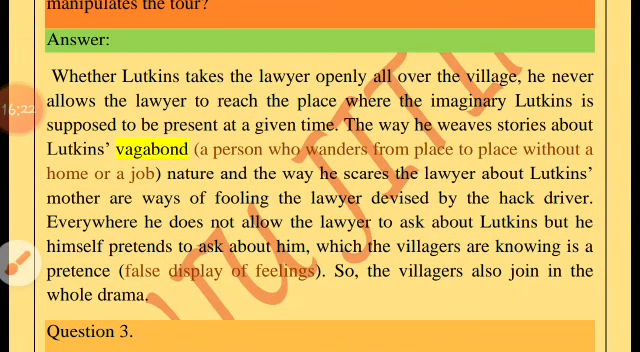 manipulates the tour?
Answer:
Whether Lutkins takes the lawyer openly all over the village, he never
allows the lawyer to reach the place where the imaginary Lutkins is
supposed to be present at a given time. The way he weaves stories about
Lutkins’ vagabond (a person who wanders from place to place without a
home or a job) nature and the way he scares the lawyer about Lutkins’
mother are ways of fooling the lawyer devised by the hack driver.
Everywhere he does not allow the lawyer to ask about Lutkins but he
himself pretends to ask about him, which the villagers are knowing is a
pretence (false display of feelings). So, the villagers also join in the
whole drama.
Question 3.
16:22